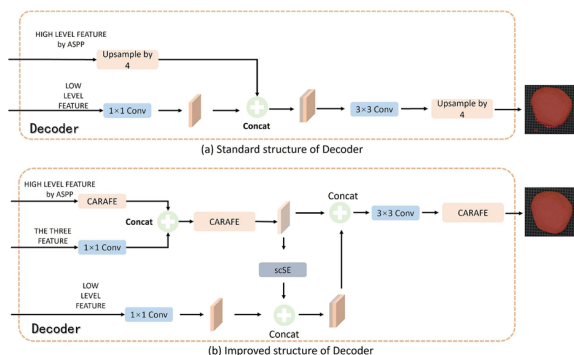 HIGH LEVEL FEATURE
by ASPP
Upsample by
4
LOW
LEVEL
FEATURE
1×1 Conv
Concat
3×3 Conv
Upsample by
4
Decoder
(a) Standard structure of Decoder
HIGH LEVEL FEATURE
by ASPP
CARAFE
Concat
CARAFE
Concat
3×3 Conv
CARAFE
THE THREE
FEATURE
1×1 Conv
scSE
LOW
LEVEL
FEATURE
1×1 Conv
Concat
Decoder
(b) Improved structure of Decoder